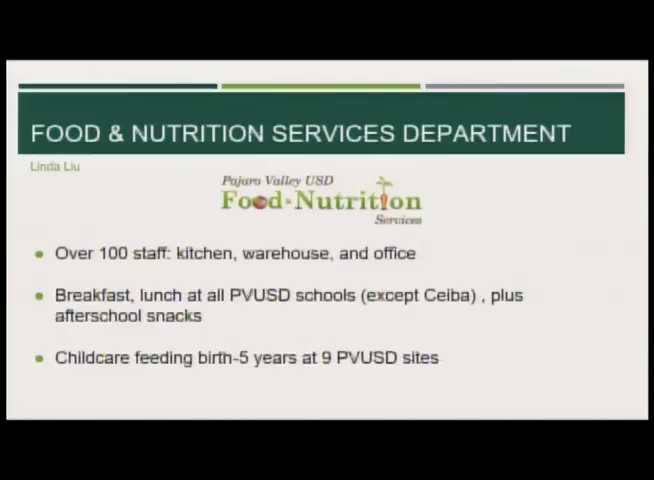 FOOD & NUTRITION SERVICES DEPARTMENT
Linda Liu
Pajaro Valley USD
Food & Nutrition
Services
Over 100 staff: kitchen, warehouse, and office
Breakfast, lunch at all PVUSD schools (except Ceiba) , plus
afterschool snacks
Childcare feeding birth-5 years at 9 PVUSD sites